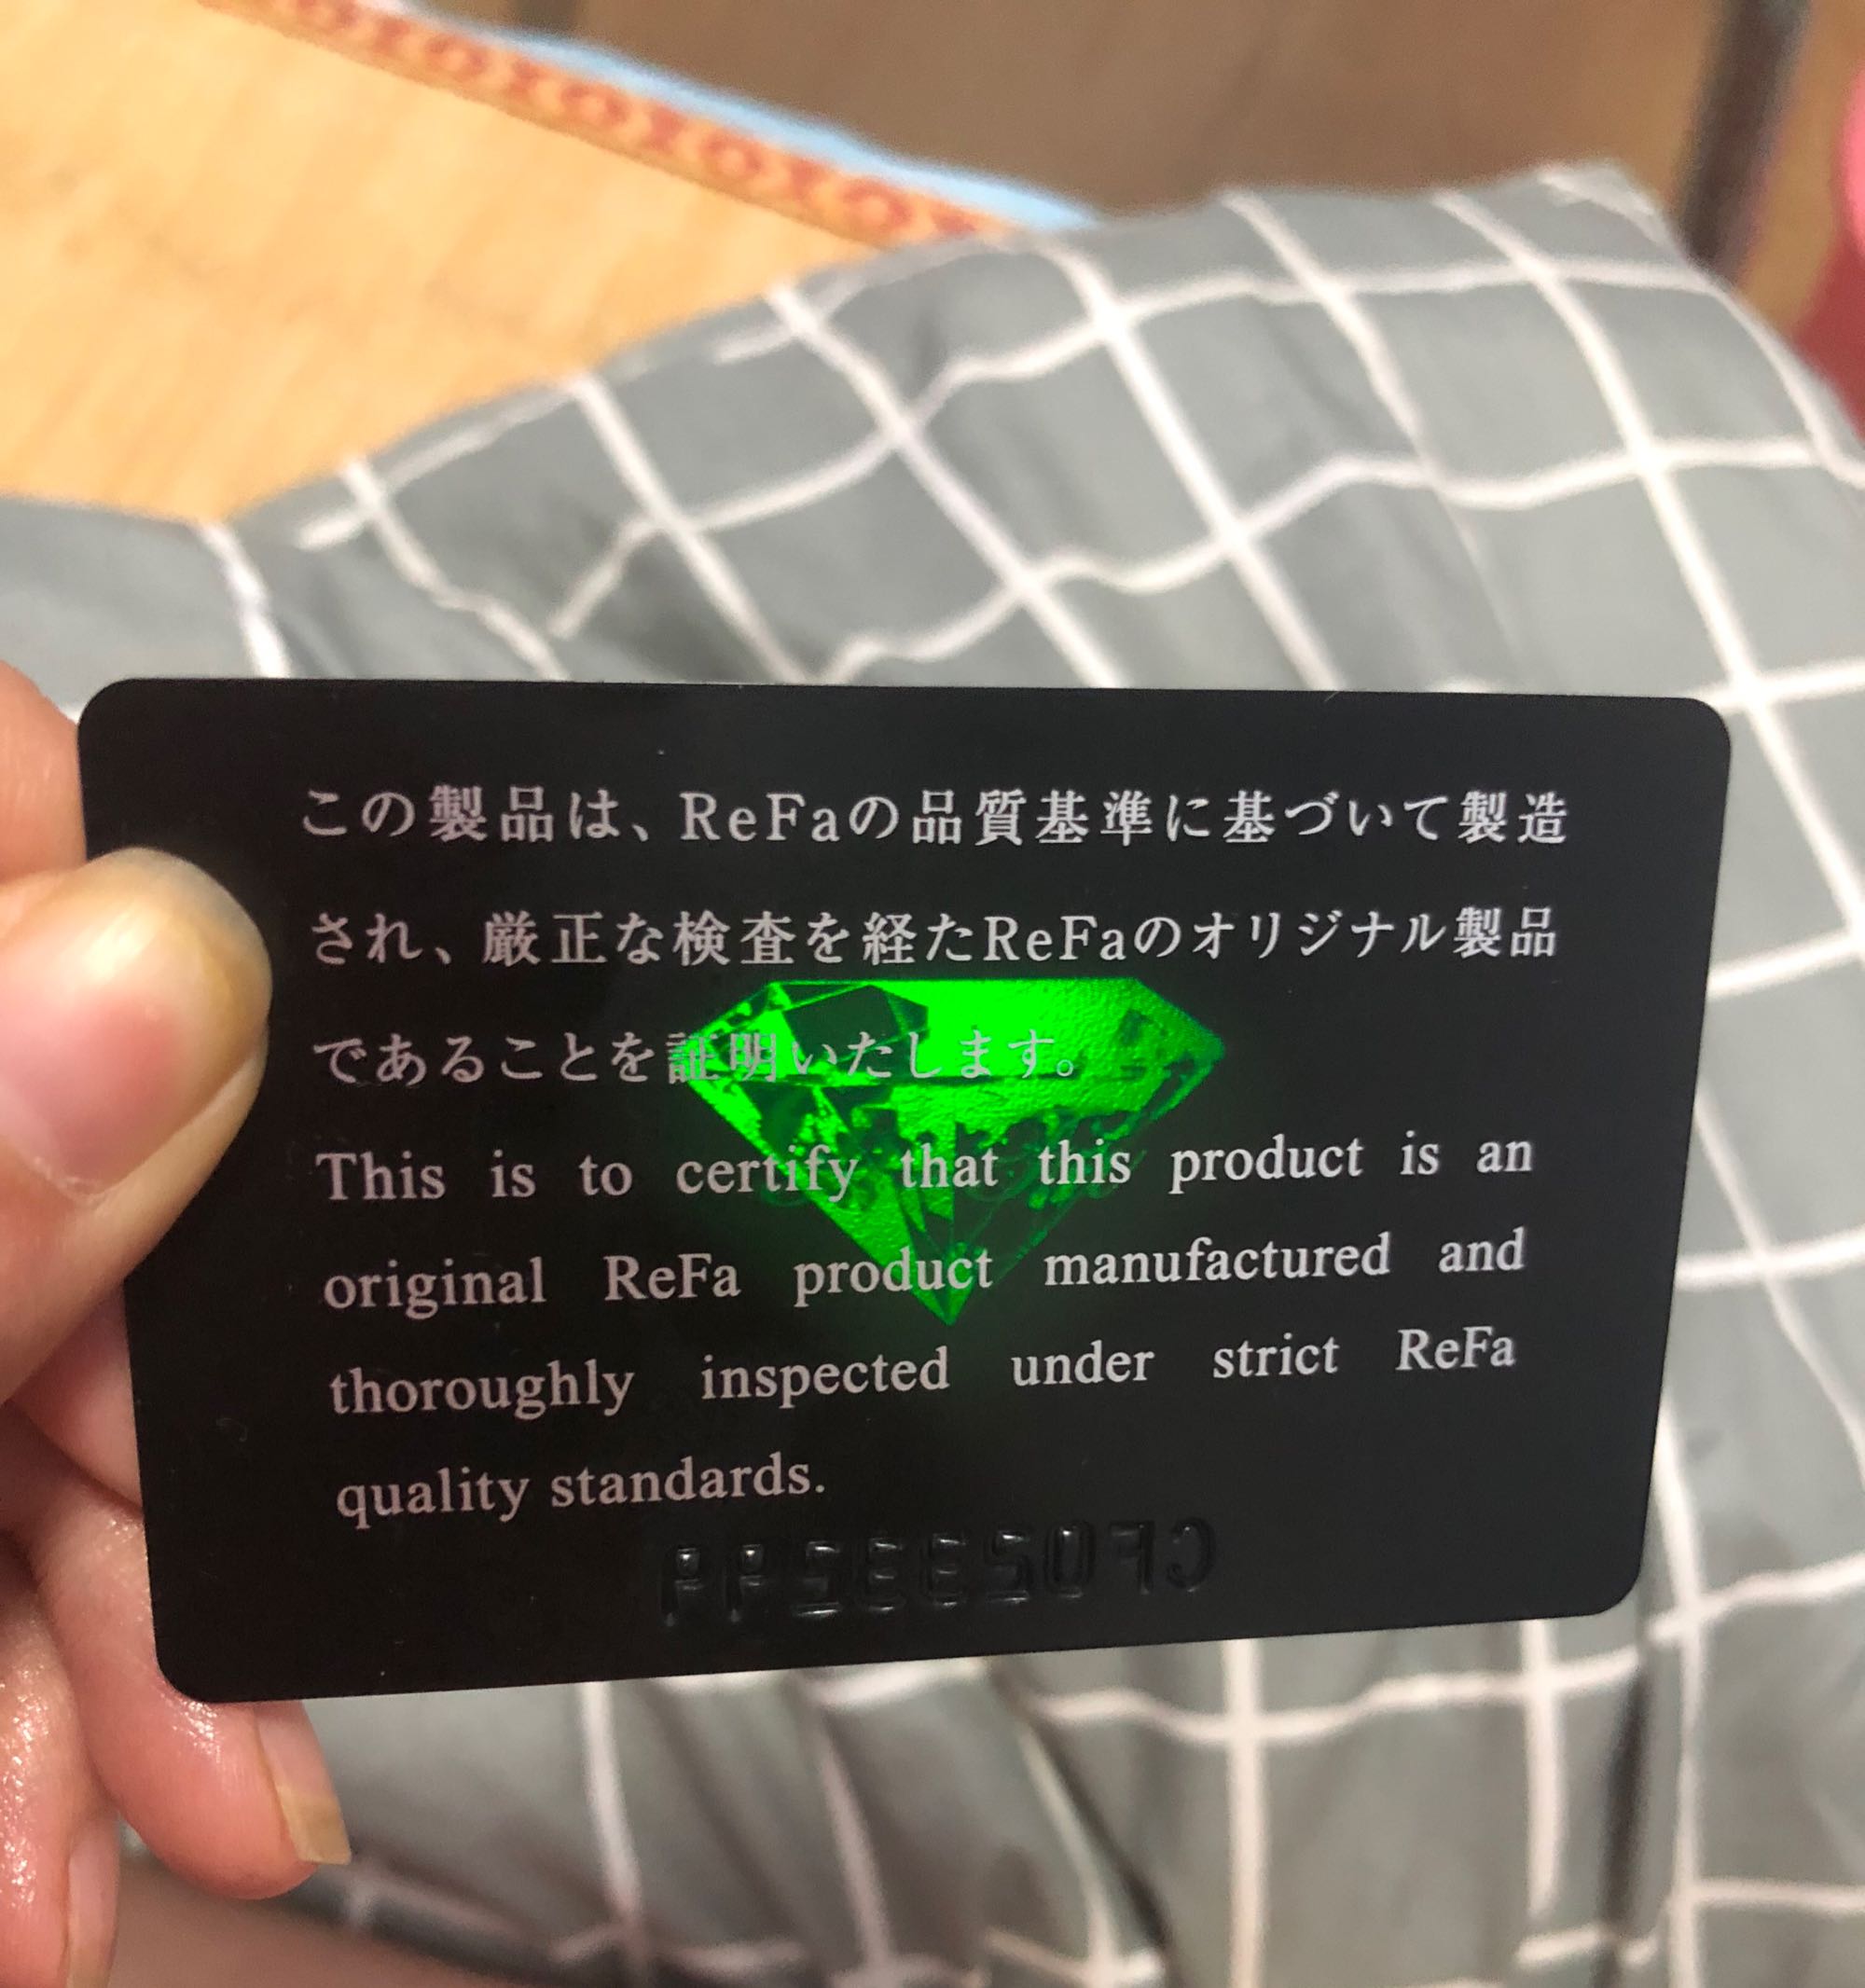 この製品は、ReFaの品質基準に基づいて製造
され、厳正な検査を経たReFaのオリジナル製品
であることを証明いたします。
This is to certify that this product is an
original ReFa product manufactured and
thoroughly inspected under strict ReFa
quality standards.